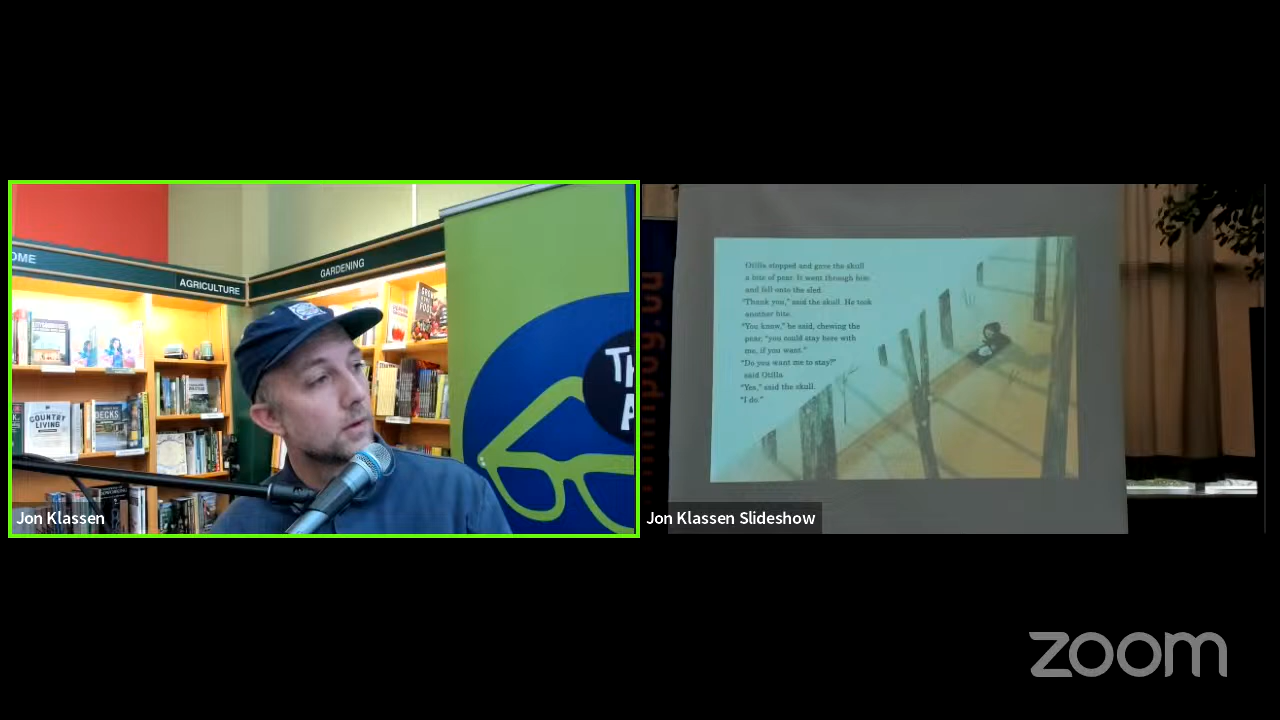 OME
AGRICULTURE
GARDENING
COUNTRY
LIVING
DECKS
TH
A
Jon Klassen
Otilla stopped and gave the skull
a bite of pear. It went through him
and fell onto the sled.
"Thank you," said the skull. He took
another bite.
"You know," he said, chewing the
pear, "you could stay here with
me, if you want."
"Do you want me to stay?"
said Otilla.
"Yes," said the skull.
"I do."
Jon Klassen Slideshow
zoom